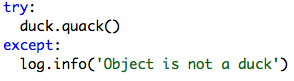 try:
  duck.quack()
except:
  log.info('Object is not a duck')